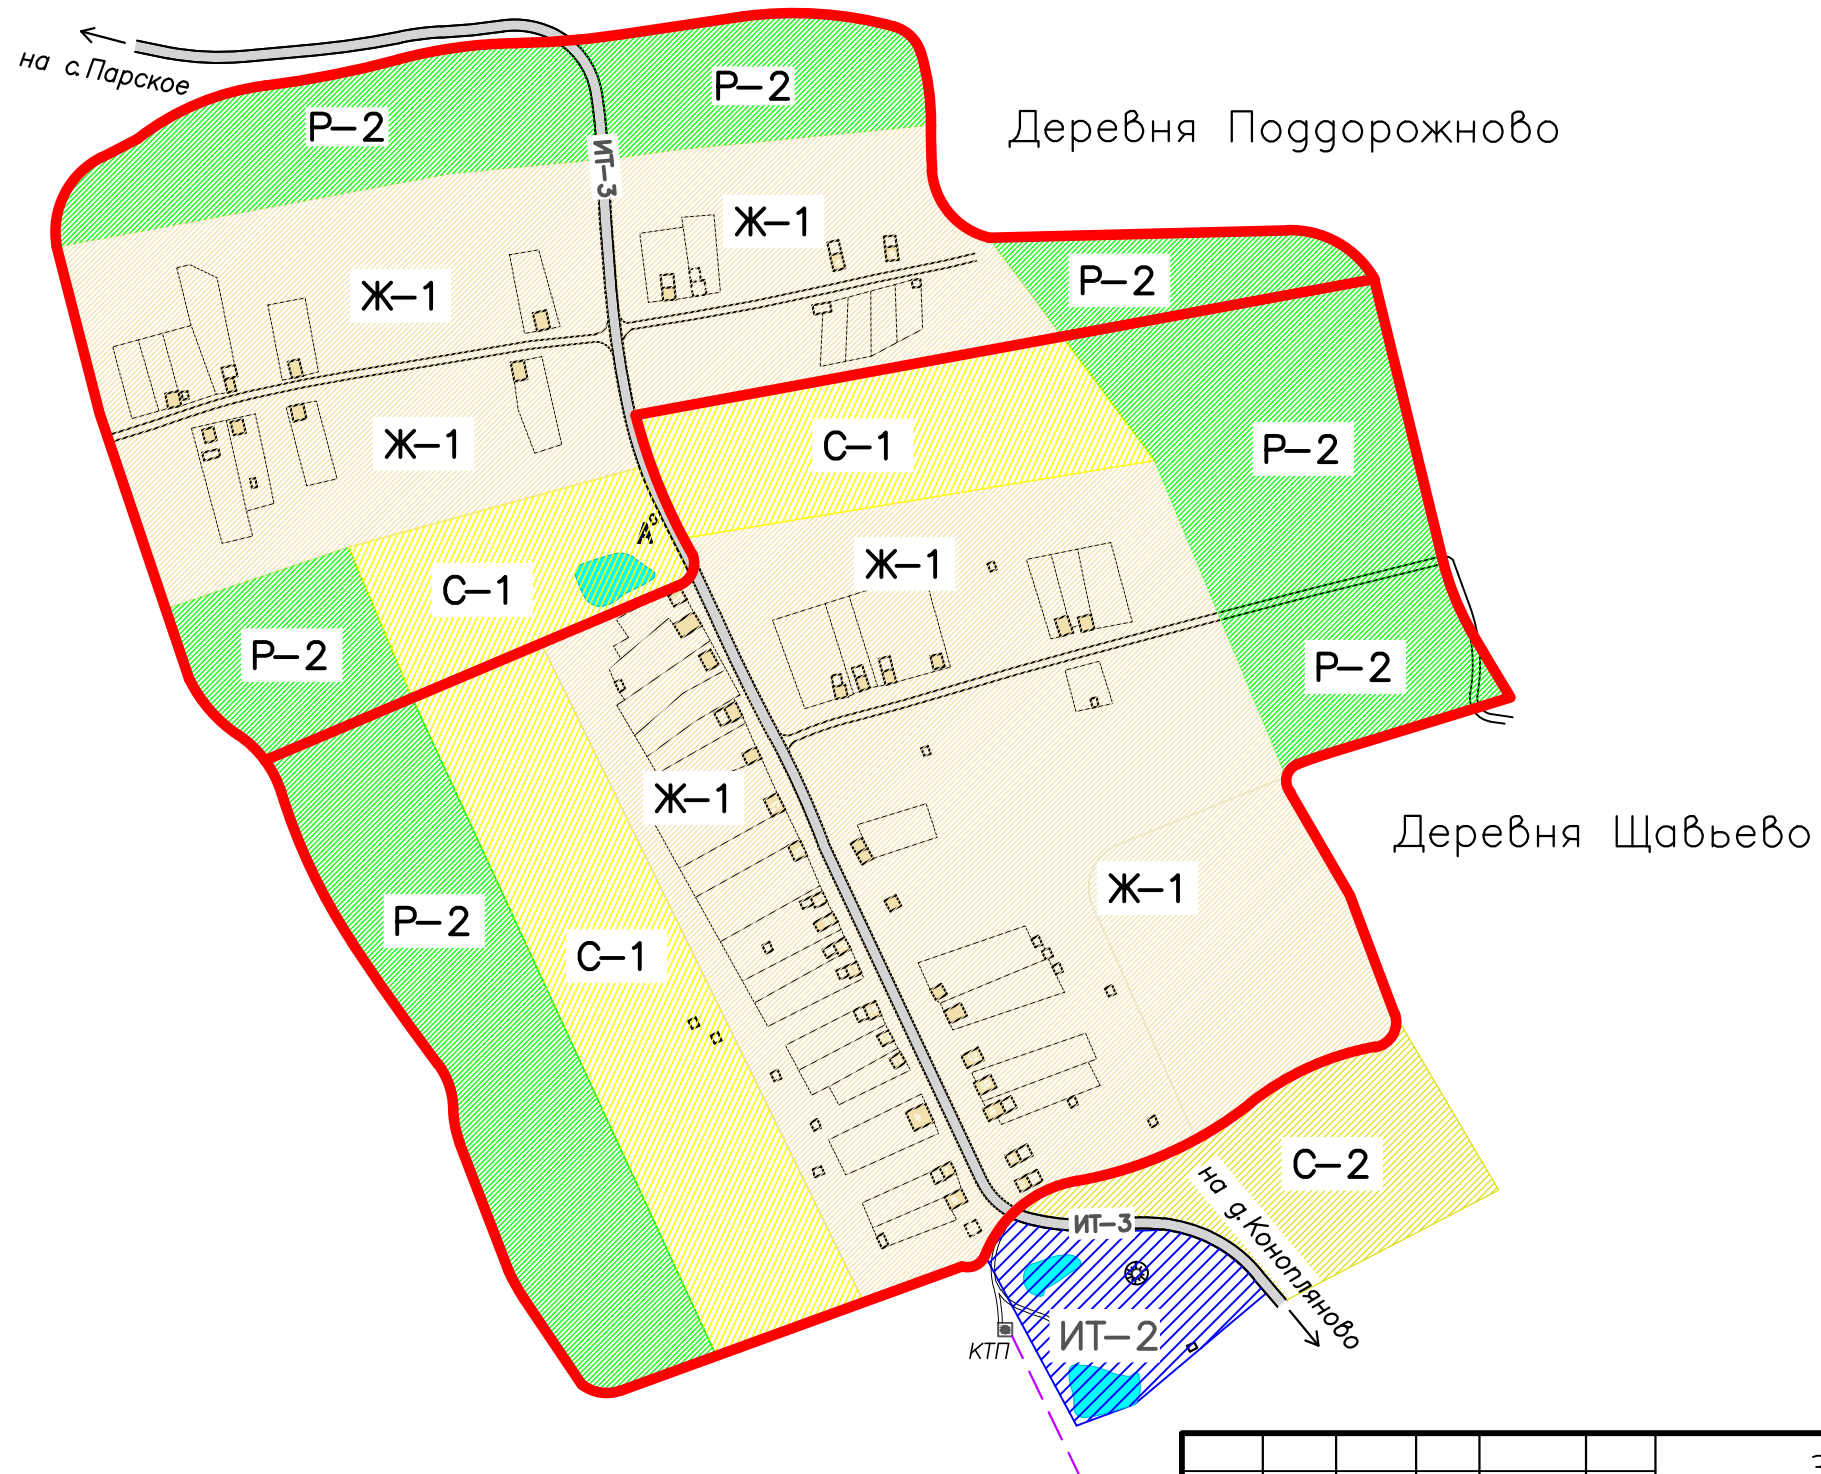 на с.Парское
Р-2
Р-2
Деревня Поддорожново
ИТ-3
Ж-1
Ж-1
Р-2
Ж-1
С-1
Р-2
Ж-1
С-1
Р-2
Р-2
Ж-1
Деревня Щавьево
Ж-1
Р-2
С-1
С-2
на д.Конопляново
ИТ-3
ИТ-2
КТП